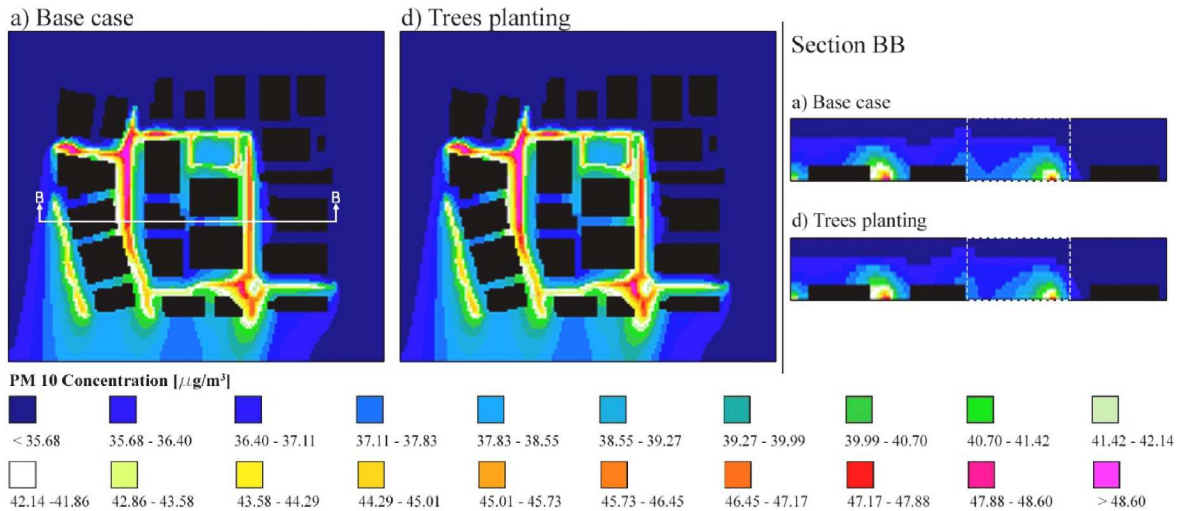 a) Base case
d) Trees planting
Section BB
a) Base case
B
B
d) Trees planting
PM 10 Concentration [μg/m³]
< 35.68
35.68 - 36.40
36.40 - 37.11
37.11 - 37.83
37.83 - 38.55
38.55 - 39.27
39.27 - 39.99
39.99 - 40.70
40.70 - 41.42
41.42 - 42.14
42.14 -41.86
42.86 - 43.58
43.58 - 44.29
44.29 - 45.01
45.01 - 45.73
45.73 - 46.45
46.45 - 47.17
47.17 - 47.88
47.88 - 48.60
> 48.60